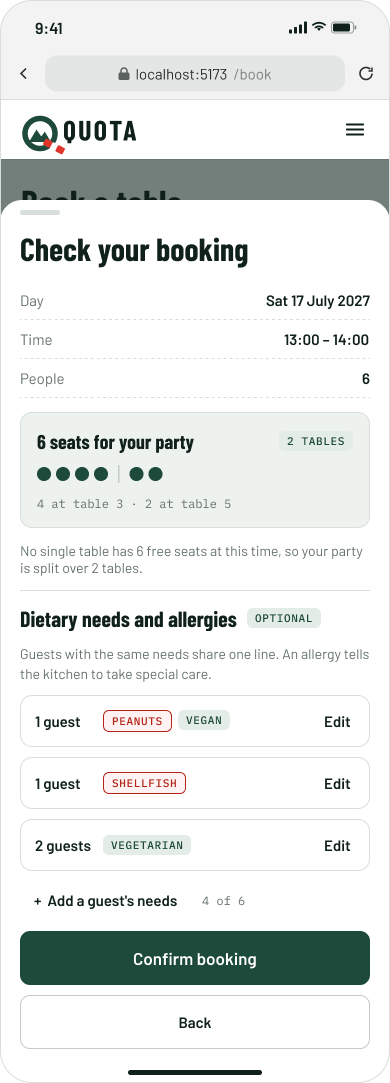 9:41
localhost:5173/book
QUOTA
Book a table
Check your booking
Day Sat 17 July 2027
Time 13:00 – 14:00
People 6
6 seats for your party 2 TABLES
4 at table 3 · 2 at table 5
No single table has 6 free seats at this time, so your party
is split over 2 tables.
Dietary needs and allergies OPTIONAL
Guests with the same needs share one line. An allergy tells
the kitchen to take special care.
1 guest PEANUTS VEGAN Edit
1 guest SHELLFISH Edit
2 guests VEGETARIAN Edit
+ Add a guest's needs 4 of 6
Confirm booking
Back